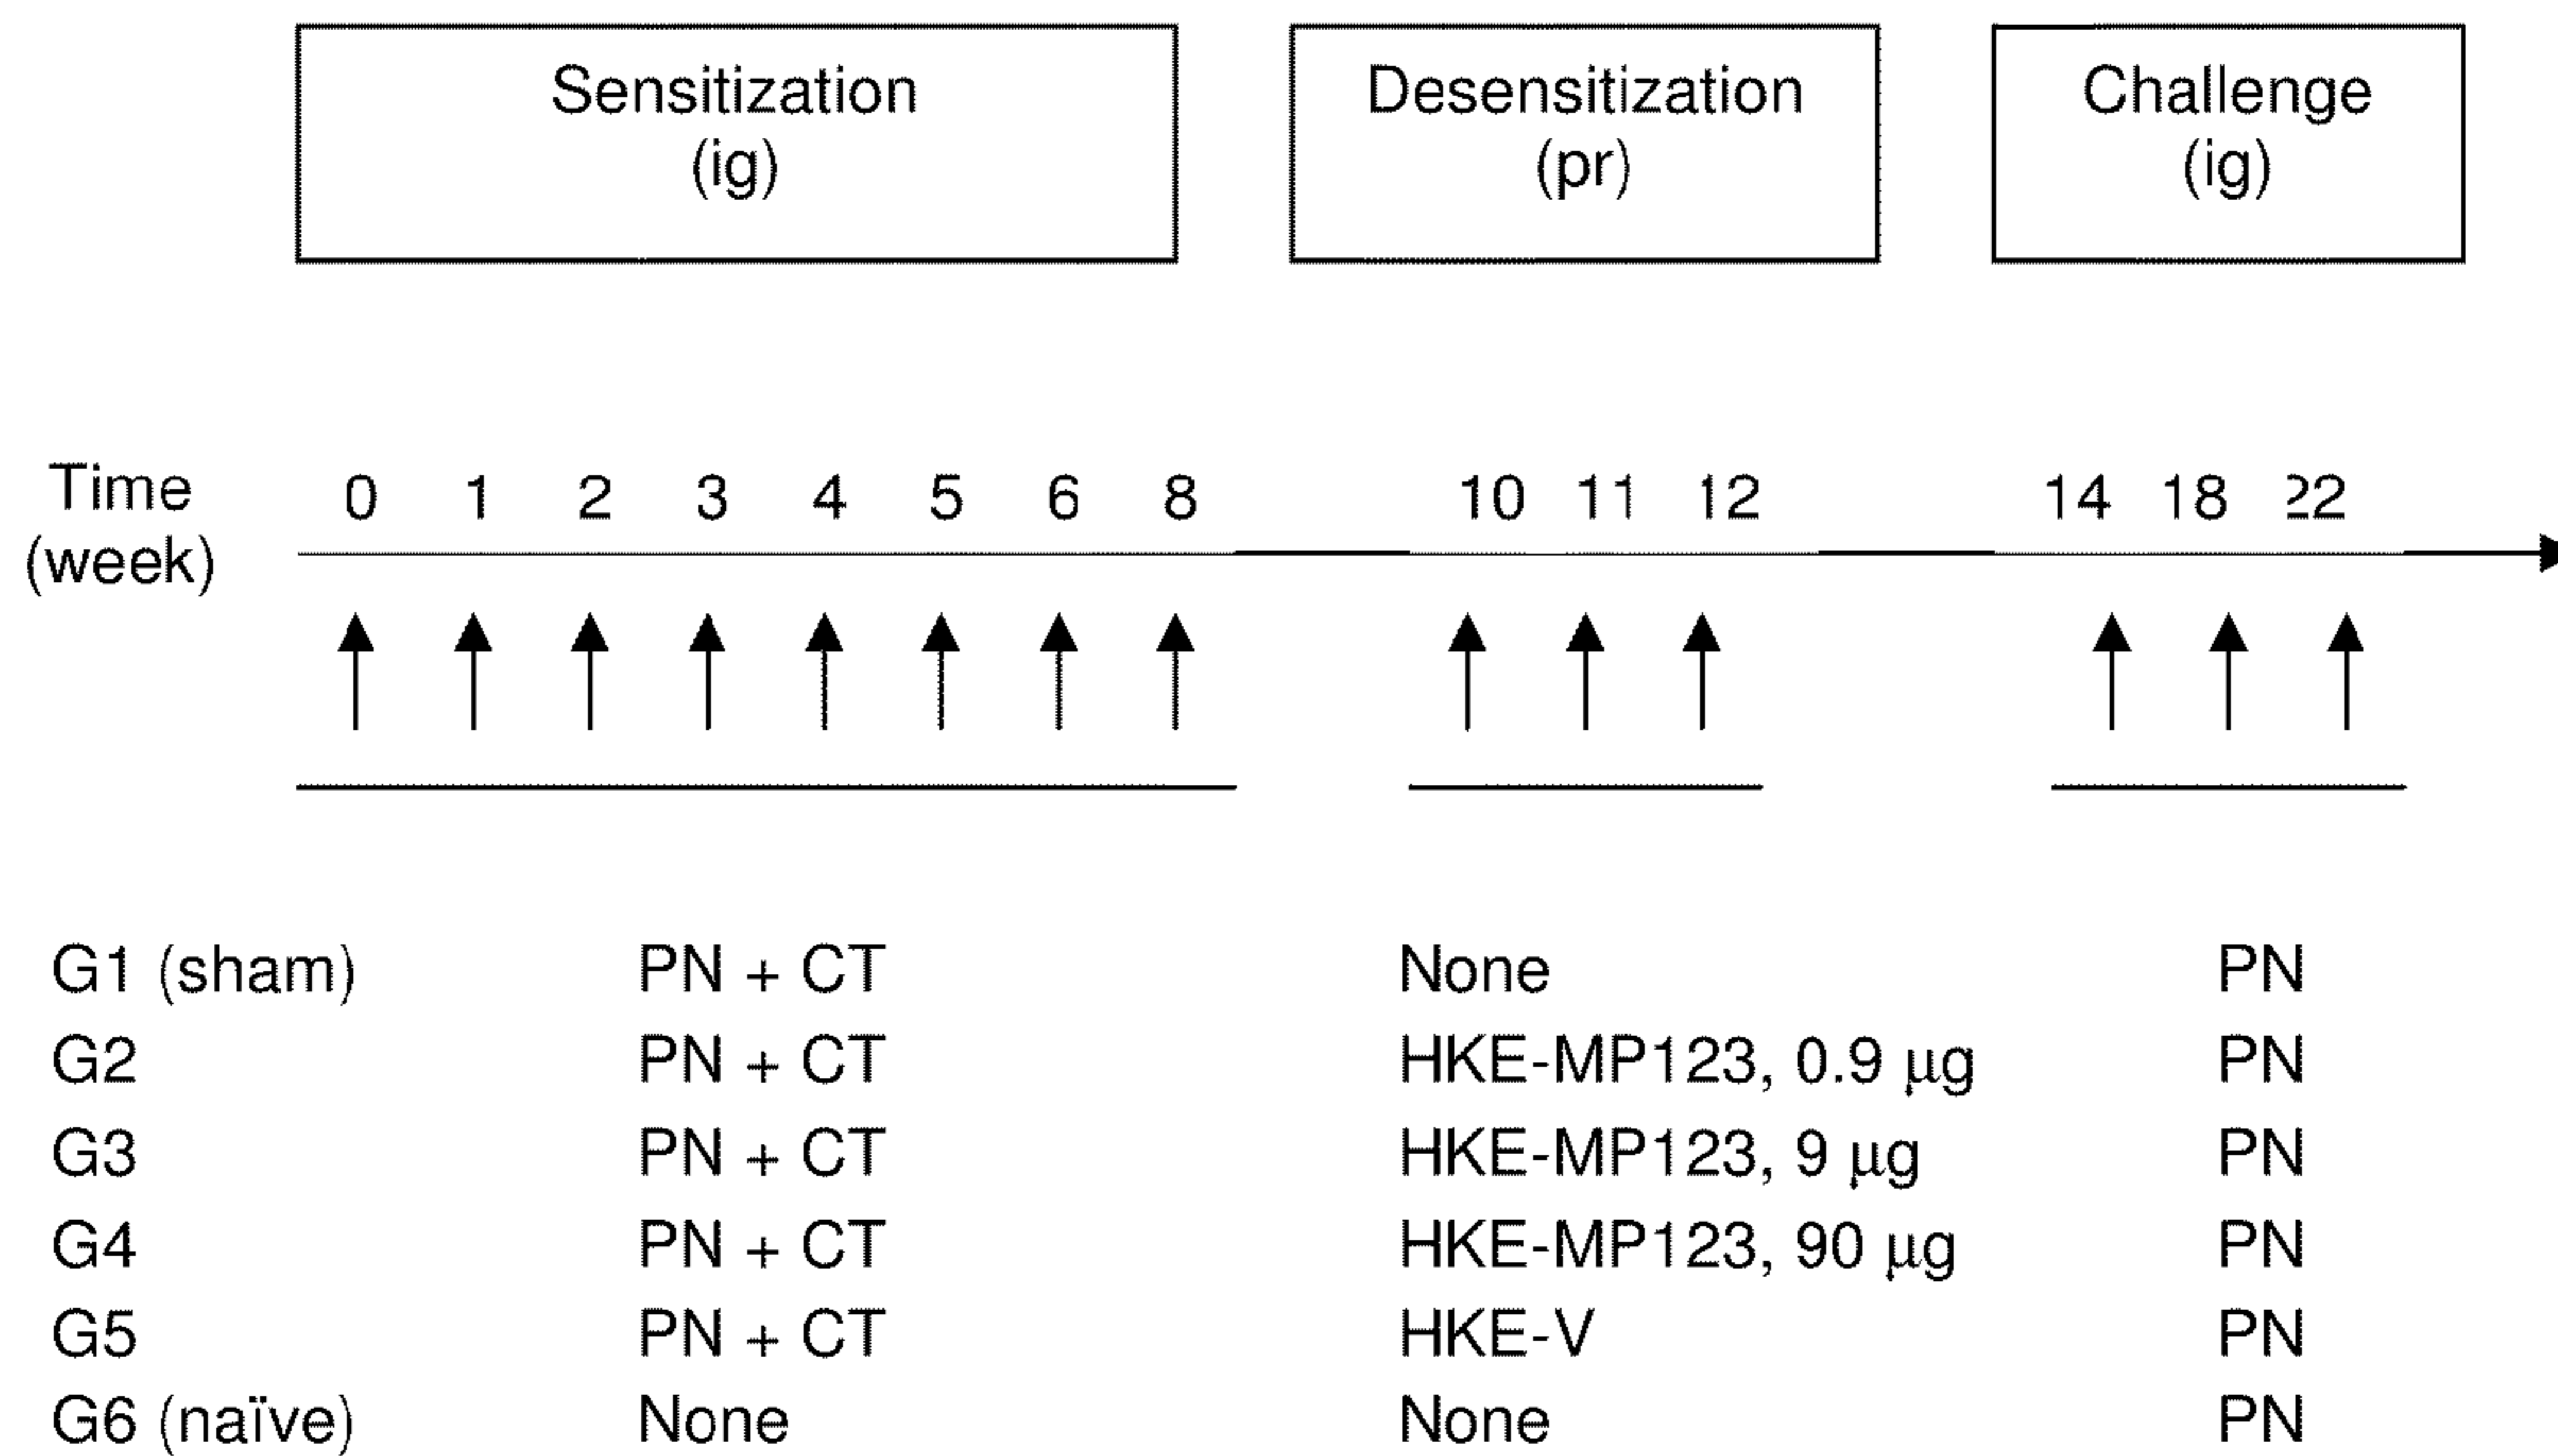 Sensitization
(ig)
Desensitization
(pr)
Challenge
(ig)
Time
(week)
0 1 2 3 4 5 6 8 10 11 12 14 18 22
G1 (sham) PN + CT None PN
G2 PN + CT HKE-MP123, 0.9 μg PN
G3 PN + CT HKE-MP123, 9 μg PN
G4 PN + CT HKE-MP123, 90 μg PN
G5 PN + CT HKE-V PN
G6 (naïve) None None PN